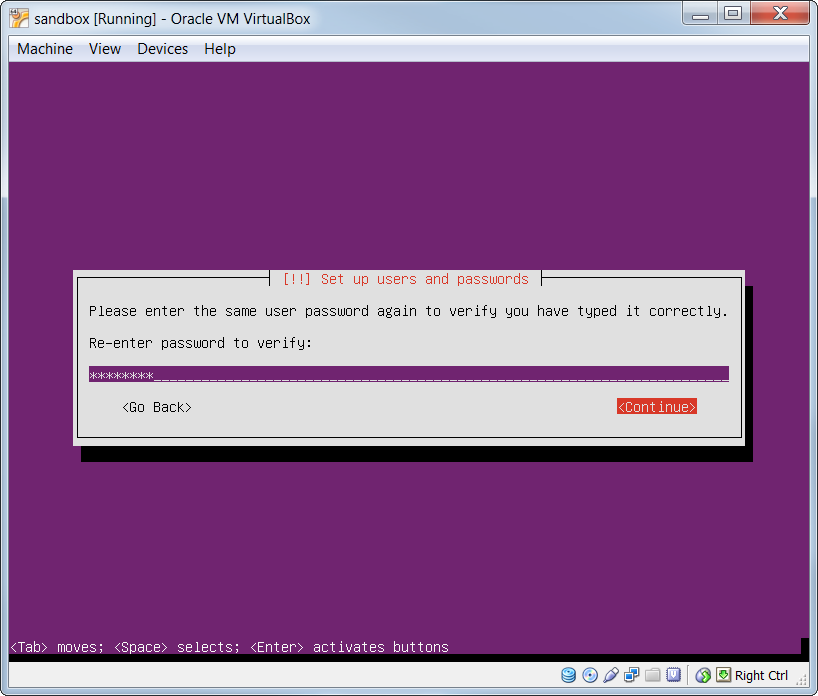 sandbox [Running] - Oracle VM VirtualBox
Machine View Devices Help
[!!] Set up users and passwords
Please enter the same user password again to verify you have typed it correctly.
Re-enter password to verify:
********________________________________________________________________________
<Go Back> <Continue>
<Tab> moves; <Space> selects; <Enter> activates buttons
Right Ctrl